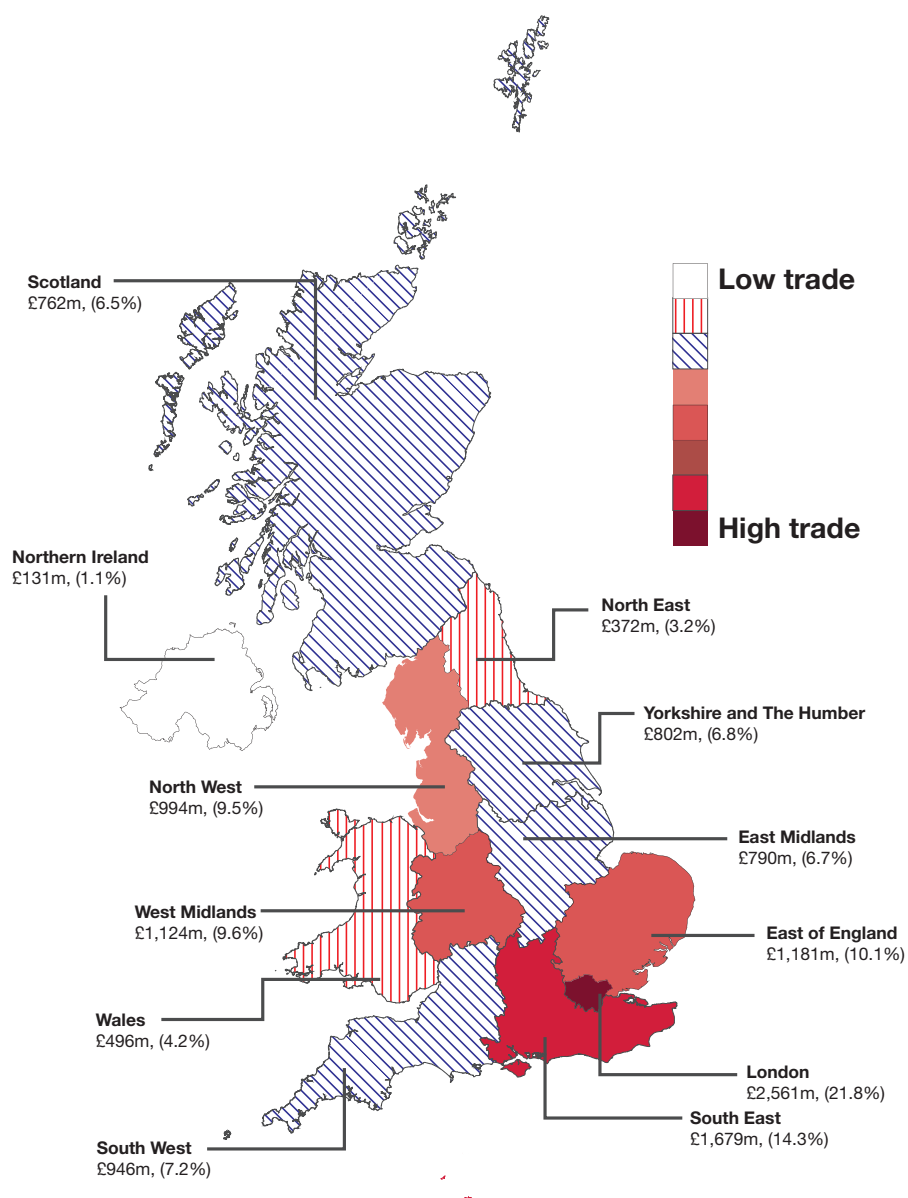 Scotland
£762m, (6.5%)
Low trade
High trade
Northern Ireland
£131m, (1.1%)
North East
£372m, (3.2%)
Yorkshire and The Humber
£802m, (6.8%)
North West
£994m, (9.5%)
East Midlands
£790m, (6.7%)
West Midlands
£1,124m, (9.6%)
East of England
£1,181m, (10.1%)
Wales
£496m, (4.2%)
London
£2,561m, (21.8%)
South East
£1,679m, (14.3%)
South West
£946m, (7.2%)